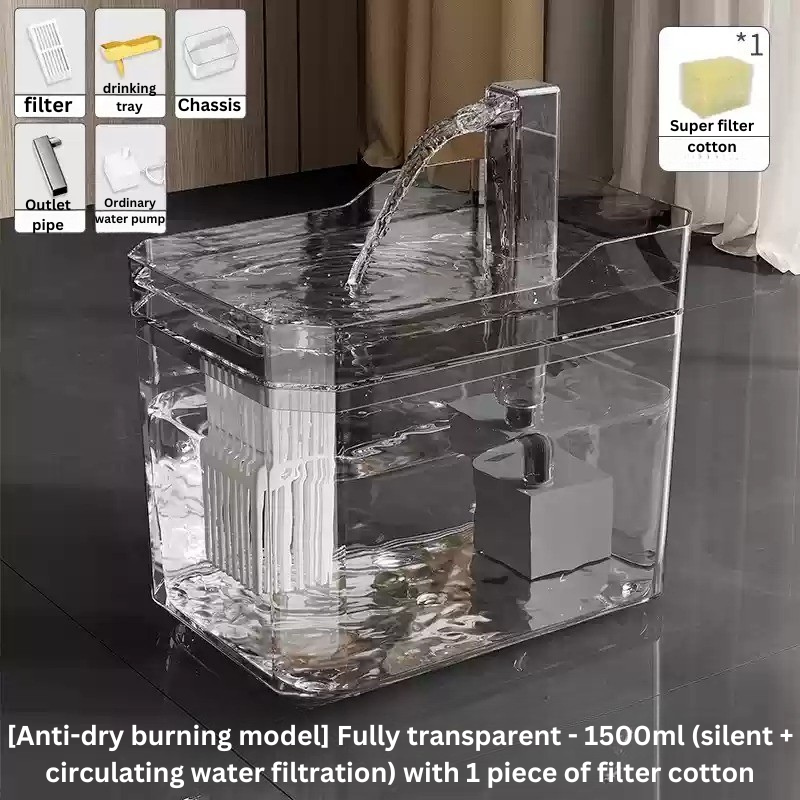 filter
drinking
tray
Chassis
Outlet
pipe
Ordinary
water pump
*1
Super filter
cotton
[Anti-dry burning model] Fully transparent - 1500ml (silent +
circulating water filtration) with 1 piece of filter cotton